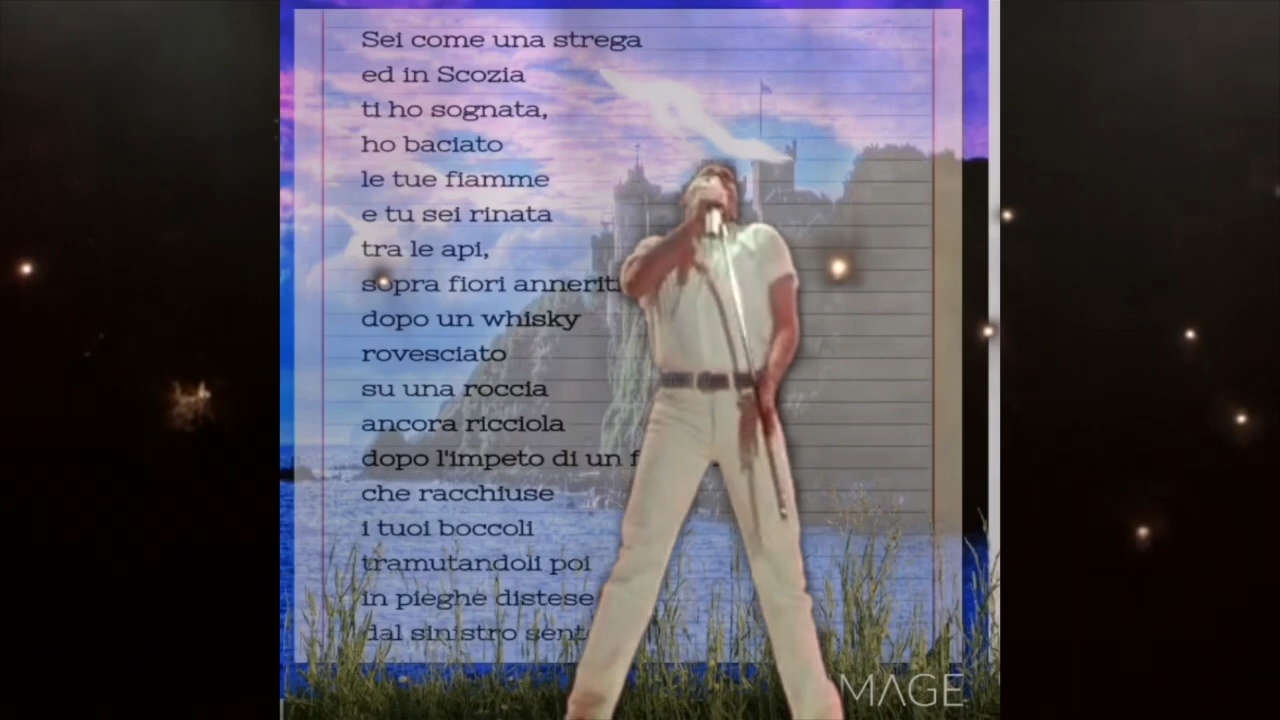 Sei come una strega
ed in Scozia
ti ho sognata,
ho baciato
le tue fiamme
e tu sei rinata
tra le api,
sopra fiori anneriti
dopo un whisky
rovesciato
su una roccia
ancora ricciola
dopo l'impeto di un
che racchiuse
i tuoi boccoli
tramutandoli poi
in pieghe distese
dal sinistro
MAGE